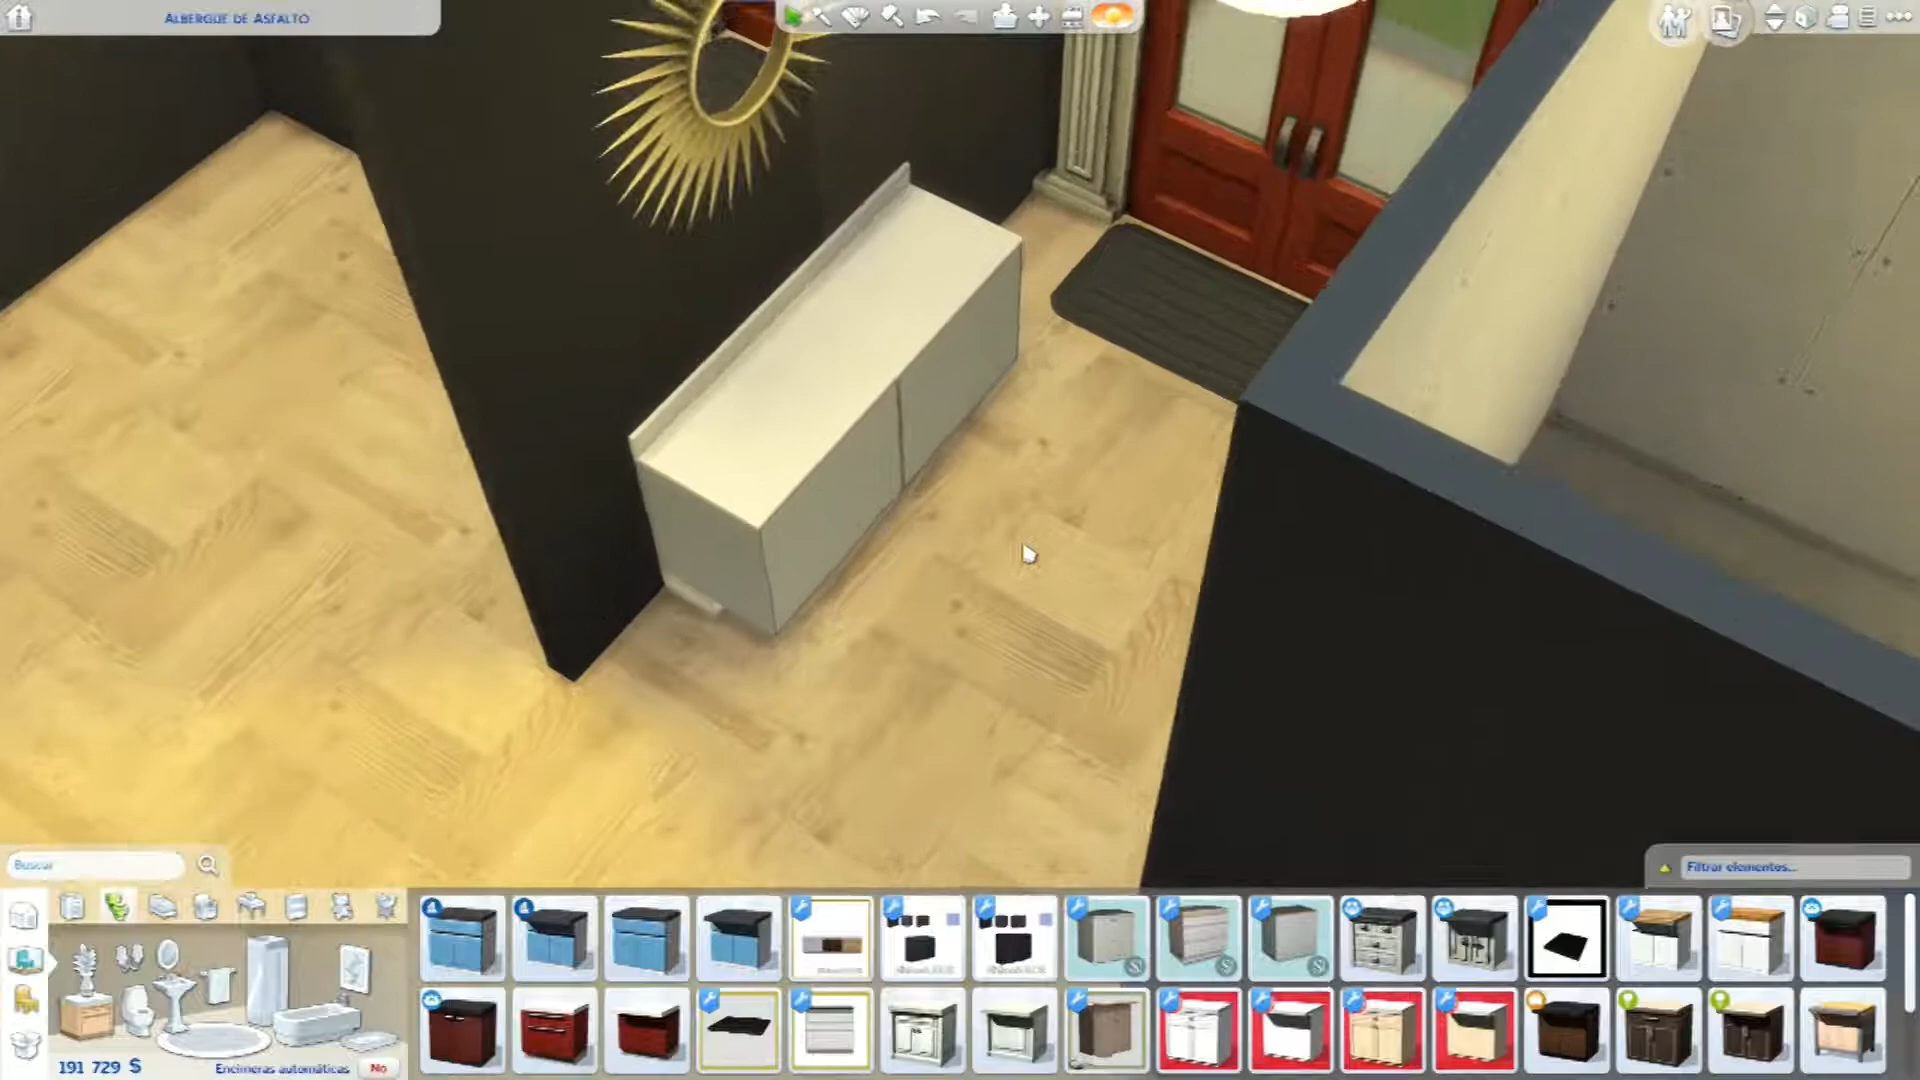 ALBERGUE DE ASFALTO
Buscar
Filtrar elementos...
191 729 $
Encimeras automáticas
No